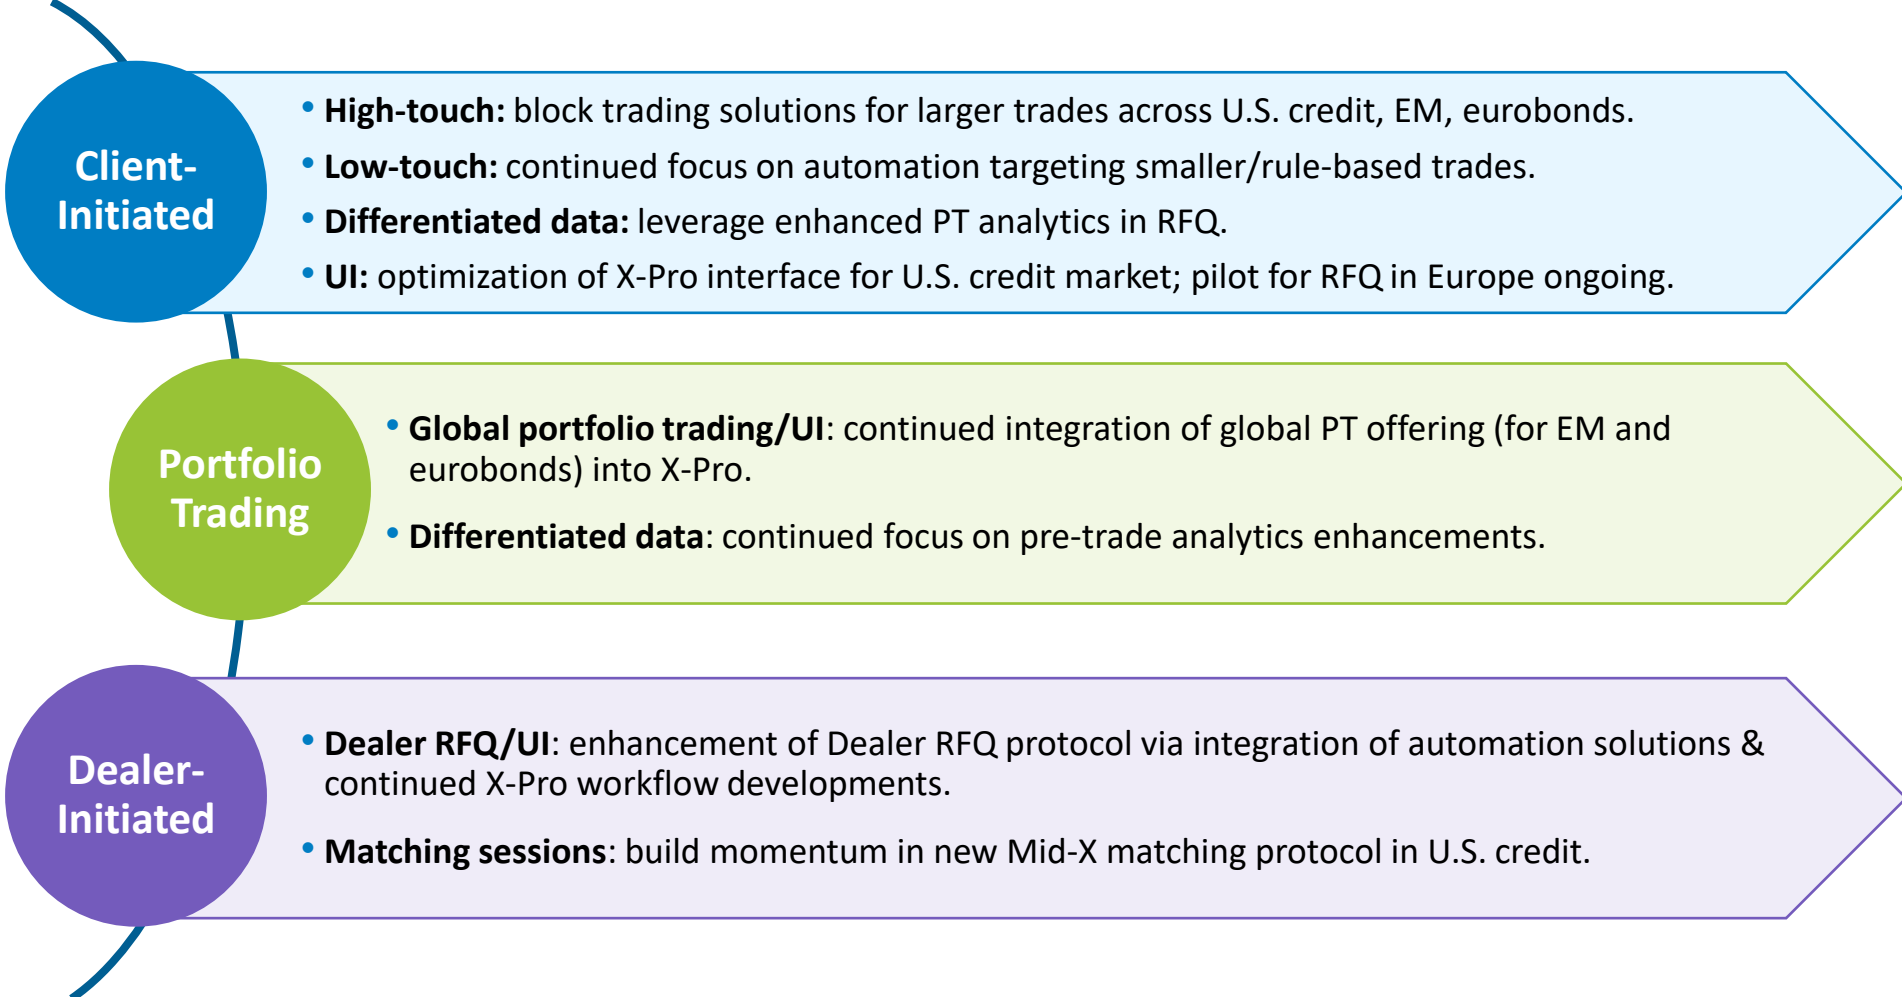 Client-
Initiated
• High-touch: block trading solutions for larger trades across U.S. credit, EM, eurobonds.
• Low-touch: continued focus on automation targeting smaller/rule-based trades.
• Differentiated data: leverage enhanced PT analytics in RFQ.
• UI: optimization of X-Pro interface for U.S. credit market; pilot for RFQ in Europe ongoing.
Portfolio
Trading
• Global portfolio trading/UI: continued integration of global PT offering (for EM and
eurobonds) into X-Pro.
• Differentiated data: continued focus on pre-trade analytics enhancements.
Dealer-
Initiated
• Dealer RFQ/UI: enhancement of Dealer RFQ protocol via integration of automation solutions &
continued X-Pro workflow developments.
• Matching sessions: build momentum in new Mid-X matching protocol in U.S. credit.